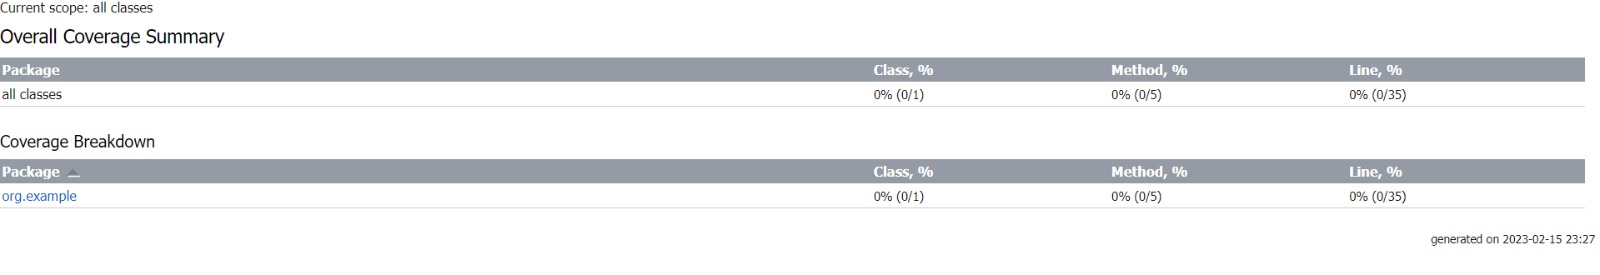 Current scope: all classes
Overall Coverage Summary
Package Class, % Method, % Line, %
all classes 0% (0/1) 0% (0/5) 0% (0/35)
Coverage Breakdown
Package Class, % Method, % Line, %
org.example 0% (0/1) 0% (0/5) 0% (0/35)
generated on 2023-02-15 23:27